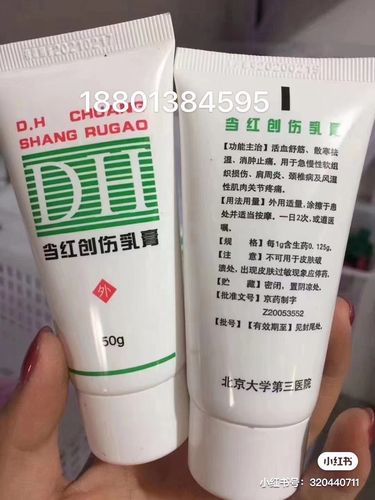 18801384595
D.H CHUANG
SHANG RUGAO
DH
当红创伤乳膏
外
50g
当红创伤乳膏
【功能主治】活血舒筋、散寒祛
湿、消肿止痛。用于急慢性软
组织损伤、肩周炎、颈椎病及风湿
性肌肉关节疼痛。
【用法用量】外用适量,涂擦于患
处并适当按摩。一日2次,或遵医
嘱。
【规 格】每1g含生药0.125g。
【注 意】不可用于皮肤破
溃处,出现皮肤过敏现象应停药.
【贮 藏】密闭,置阴凉处.
【批准文号】京药制字
Z20053552
【批号】【有效期至】见封尾处.
北京大学第三医院
小红书
小红书号:320440711